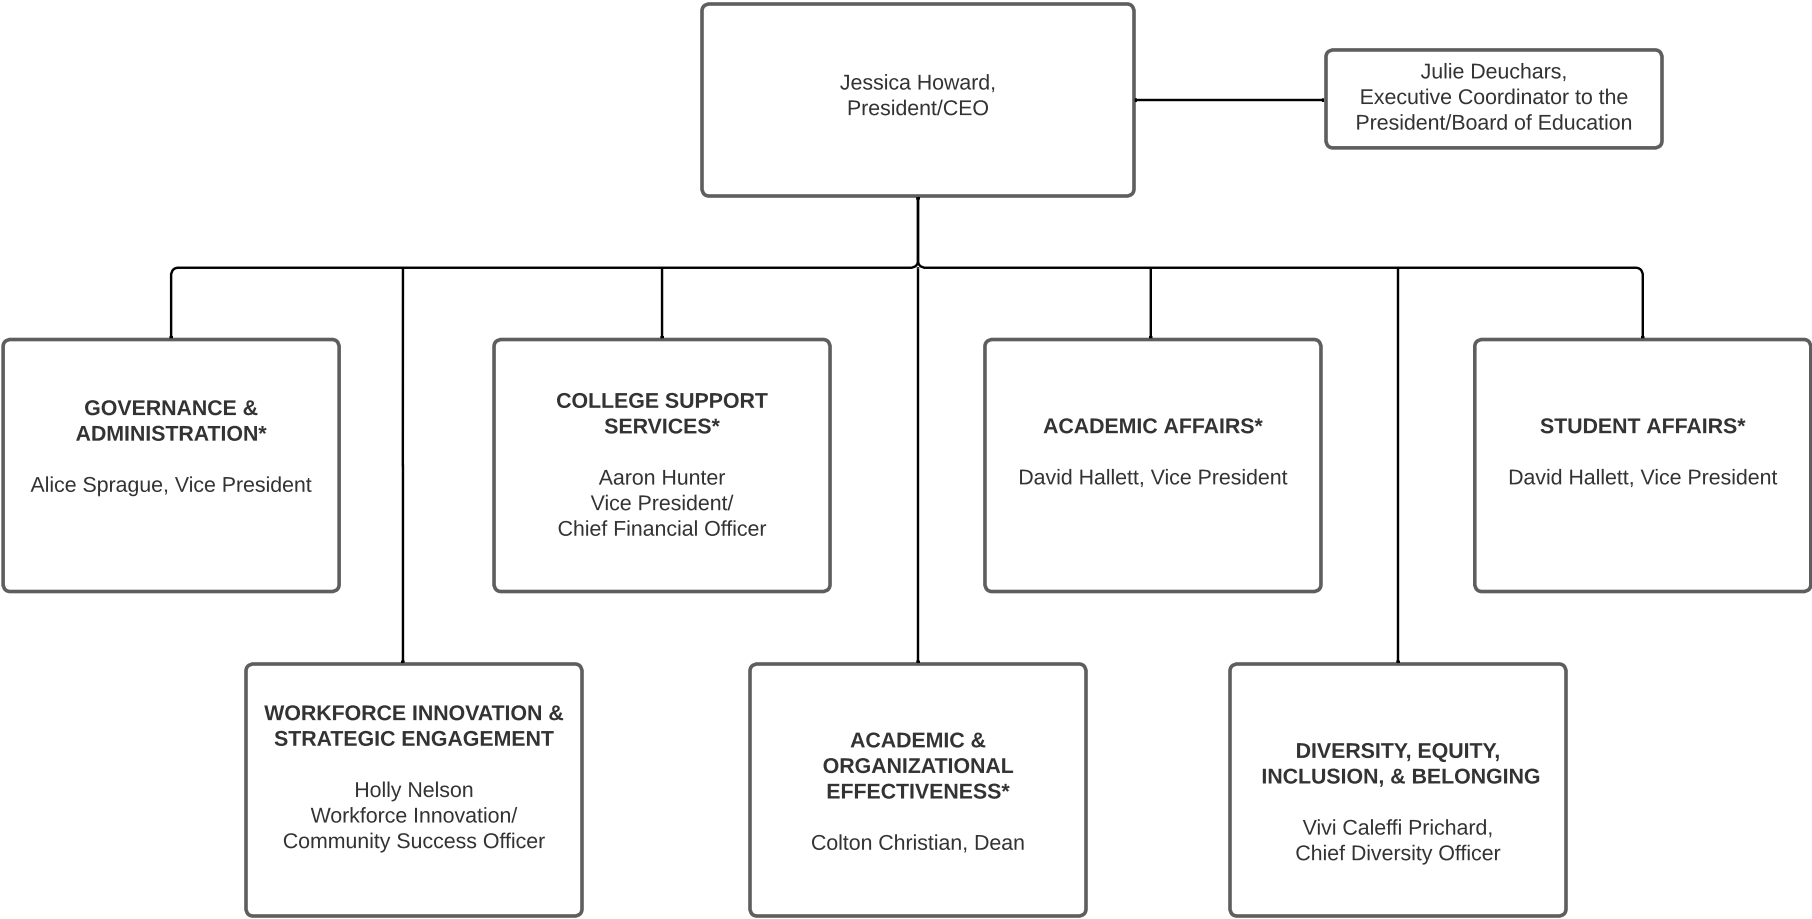 Jessica Howard,
President/CEO
Julie Deuchars,
Executive Coordinator to the
President/Board of Education
GOVERNANCE &
ADMINISTRATION*
Alice Sprague, Vice President
COLLEGE SUPPORT
SERVICES*
Aaron Hunter
Vice President/
Chief Financial Officer
ACADEMIC AFFAIRS*
David Hallett, Vice President
STUDENT AFFAIRS*
David Hallett, Vice President
WORKFORCE INNOVATION &
STRATEGIC ENGAGEMENT
Holly Nelson
Workforce Innovation/
Community Success Officer
ACADEMIC &
ORGANIZATIONAL
EFFECTIVENESS*
Colton Christian, Dean
DIVERSITY, EQUITY,
INCLUSION, & BELONGING
Vivi Caleffi Prichard,
Chief Diversity Officer